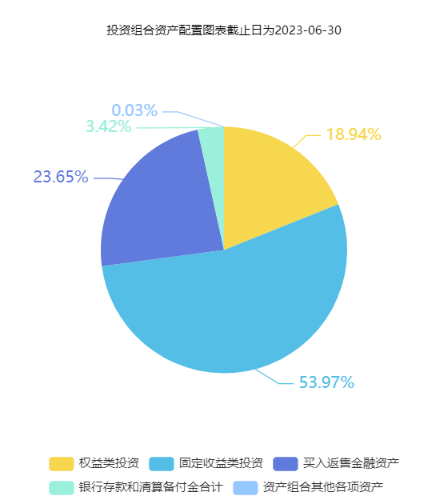 投资组合资产配置图表截止日为2023-06-30
0.03%
3.42%
18.94%
23.65%
53.97%
权益类投资 固定收益类投资 买入返售金融资产
银行存款和清算备付金合计 资产组合其他各项资产